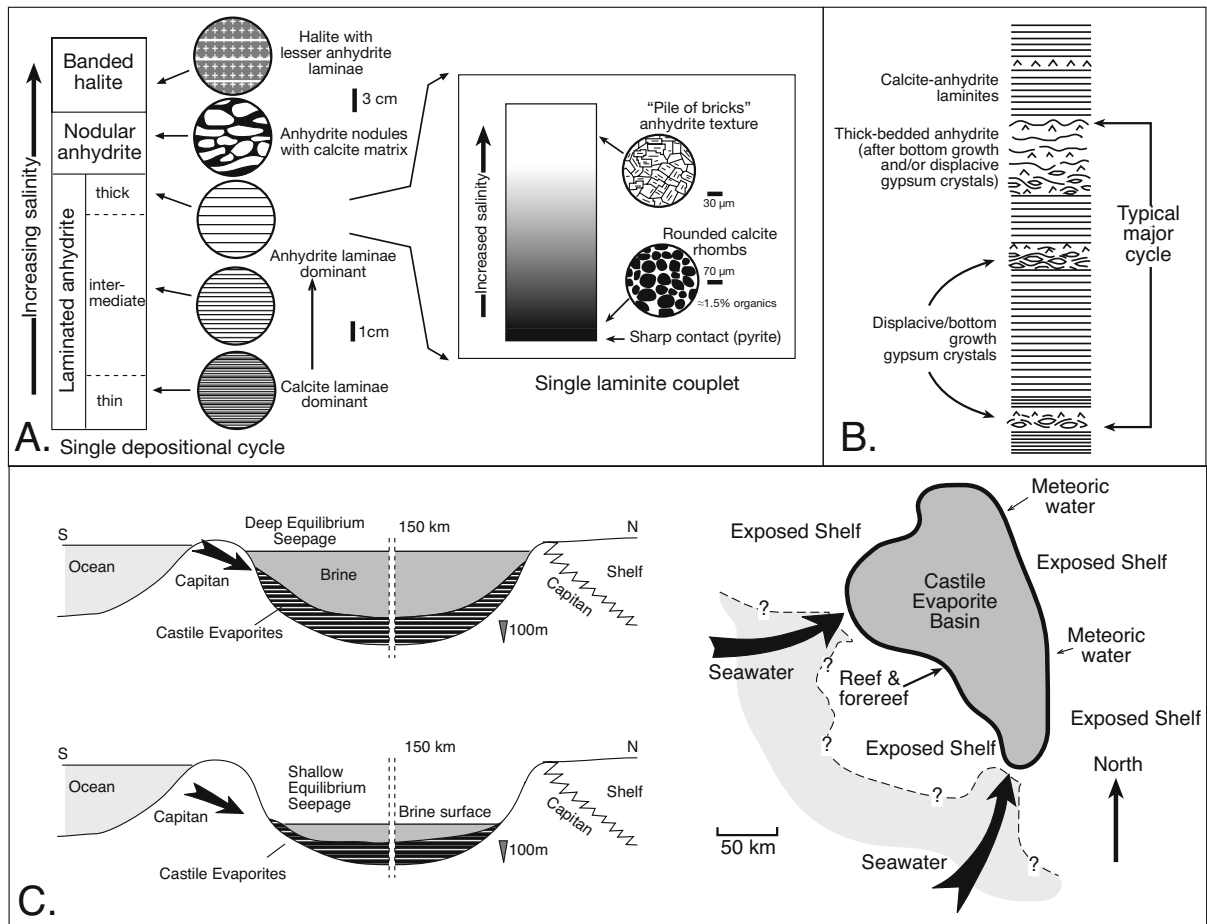 A.
Increasing salinity
Banded
halite
Nodular
anhydrite
Laminated anhydrite
thick
inter-
mediate
thin
Single depositional cycle
Halite with
lesser anhydrite
laminae
3 cm
Anhydrite nodules
with calcite matrix
Anhydrite laminae
dominant
1cm
Calcite laminae
dominant
Increased salinity
"Pile of bricks"
anhydrite texture
30 µm
Rounded calcite
rhombs
70 µm
≈1.5% organics
Sharp contact (pyrite)
Single laminite couplet
B.
Calcite-anhydrite
laminites
Thick-bedded anhydrite
(after bottom growth
and/or displacive
gypsum crystals)
Typical
major
cycle
Displacive/bottom
growth
gypsum crystals
C.
S
Deep Equilibrium
Seepage
150 km
N
Ocean
Capitan
Brine
Capitan
Shelf
Castile Evaporites
100m
S
150 km
N
Ocean
Capitan
Shallow
Equilibrium
Seepage
Brine surface
Capitan
Shelf
Castile Evaporites
100m
Meteoric
water
Exposed Shelf
Exposed Shelf
Castile
Evaporite
Basin
?
Seawater
?
Meteoric
water
Reef &
forereef
?
Exposed Shelf
Exposed Shelf
?
North
50 km
Seawater
?